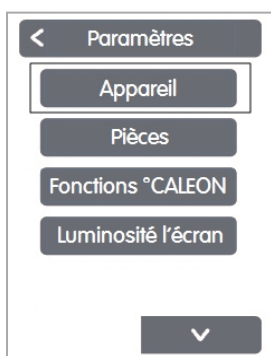 Paramètres
Appareil
Pièces
Fonctions °CALEON
Luminosité l'écran